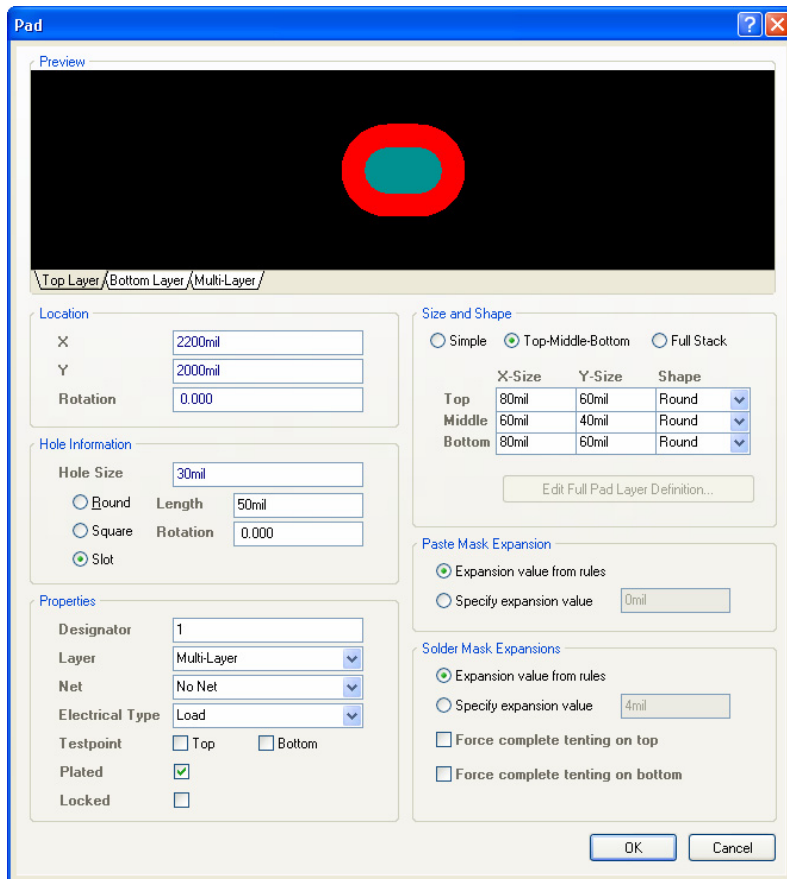 Pad
Preview
Top Layer Bottom Layer Multi-Layer
Location
X 2200mil
Y 2000mil
Rotation 0.000
Hole Information
Hole Size 30mil
Round Length 50mil
Square Rotation 0.000
Slot
Properties
Designator 1
Layer Multi-Layer
Net No Net
Electrical Type Load
Testpoint Top Bottom
Plated
Locked
Size and Shape
Simple Top-Middle-Bottom Full Stack
X-Size Y-Size Shape
Top 80mil 60mil Round
Middle 60mil 40mil Round
Bottom 80mil 60mil Round
Edit Full Pad Layer Definition...
Paste Mask Expansion
Expansion value from rules
Specify expansion value 0mil
Solder Mask Expansions
Expansion value from rules
Specify expansion value 4mil
Force complete tenting on top
Force complete tenting on bottom
OK Cancel